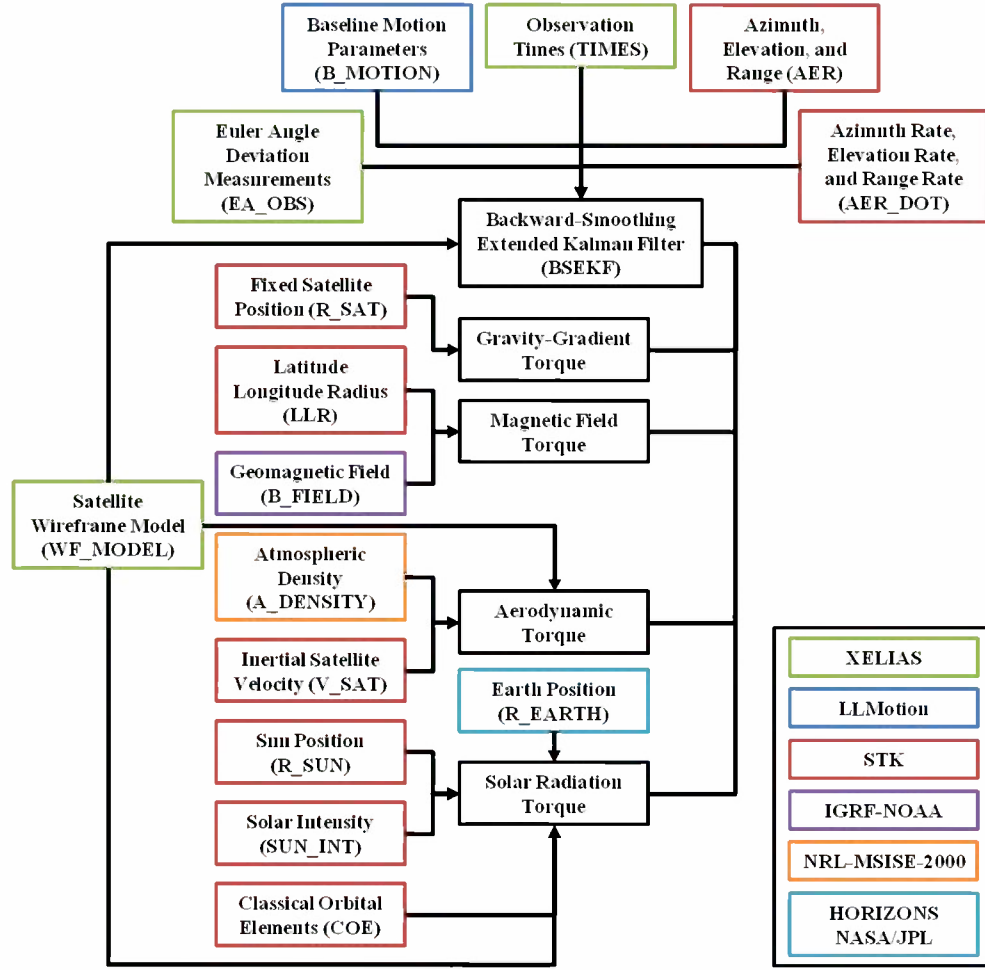 Baseline Motion
Parameters
(B_MOTION)
Observation
Times (TIMES)
Azimuth,
Elevation, and
Range (AER)
Euler Angle
Deviation
Measurements
(EA_OBS)
Azimuth Rate,
Elevation Rate,
and Range Rate
(AER_DOT)
Backward-Smoothing
Extended Kalman Filter
(BSEKF)
Fixed Satellite
Position (R_SAT)
Gravity-Gradient
Torque
Latitude
Longitude Radius
(LLR)
Magnetic Field
Torque
Geomagnetic Field
(B_FIELD)
Satellite
Wireframe Model
(WF_MODEL)
Atmospheric
Density
(A_DENSITY)
Aerodynamic
Torque
Inertial Satellite
Velocity (V_SAT)
Earth Position
(R_EARTH)
Sun Position
(R_SUN)
Solar Radiation
Torque
Solar Intensity
(SUN_INT)
Classical Orbital
Elements (COE)
XELIAS
LLMotion
STK
IGRF-NOAA
NRL-MSISE-2000
HORIZONS
NASA/JPL